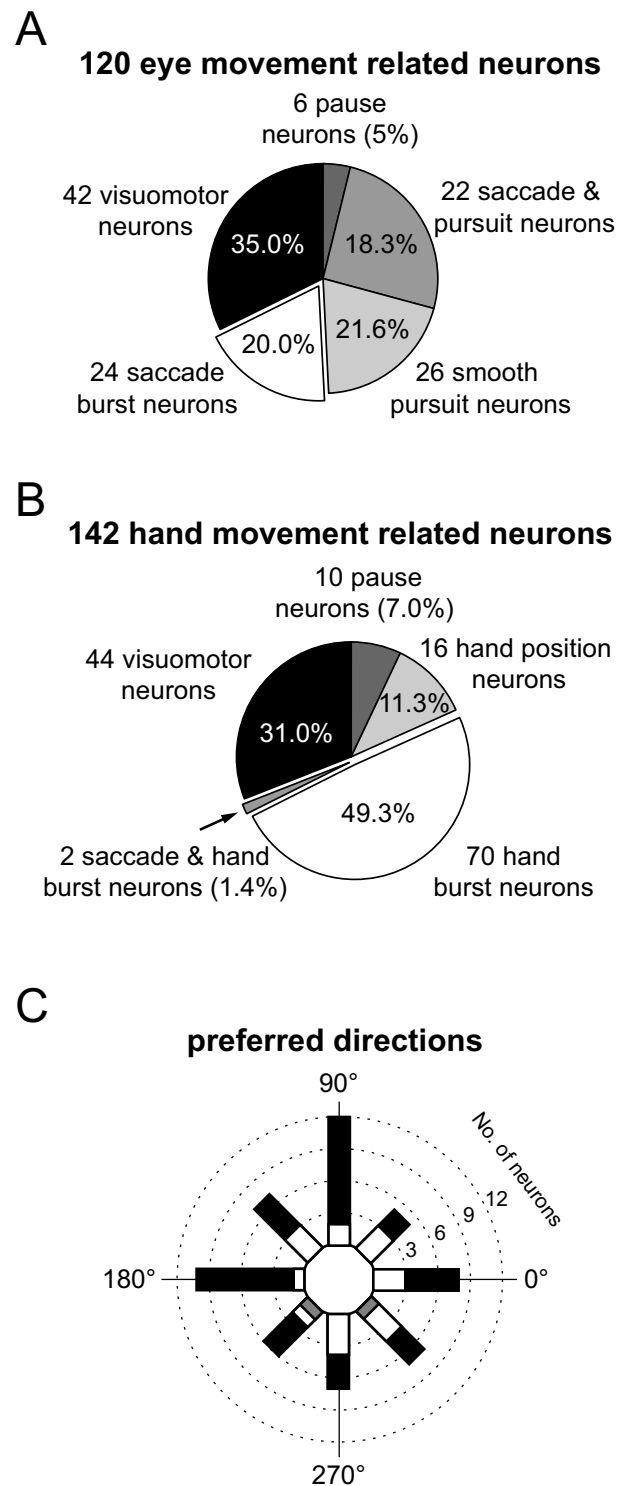 A
120 eye movement related neurons
6 pause
neurons (5%)
42 visuomotor
neurons
35.0%
22 saccade &
pursuit neurons
18.3%
21.6%
20.0%
24 saccade
burst neurons
26 smooth
pursuit neurons
B
142 hand movement related neurons
10 pause
neurons (7.0%)
44 visuomotor
neurons
16 hand position
neurons
11.3%
31.0%
49.3%
2 saccade & hand
burst neurons (1.4%)
70 hand
burst neurons
C
preferred directions
90°
No. of neurons
12
9
6
3
180°
0°
270°